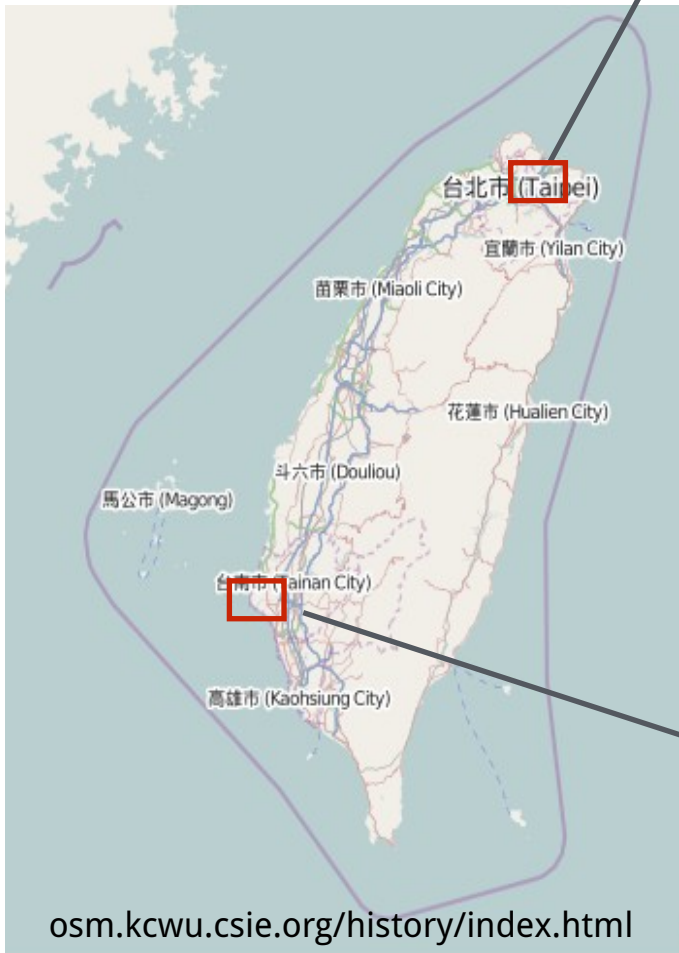 台北市 (Taipei)
宜蘭市 (Yilan City)
苗栗市 (Miaoli City)
花蓮市 (Hualien City)
斗六市 (Douliou)
馬公市 (Magong)
台南市 (Tainan City)
高雄市 (Kaohsiung City)
osm.kcwu.csie.org/history/index.html